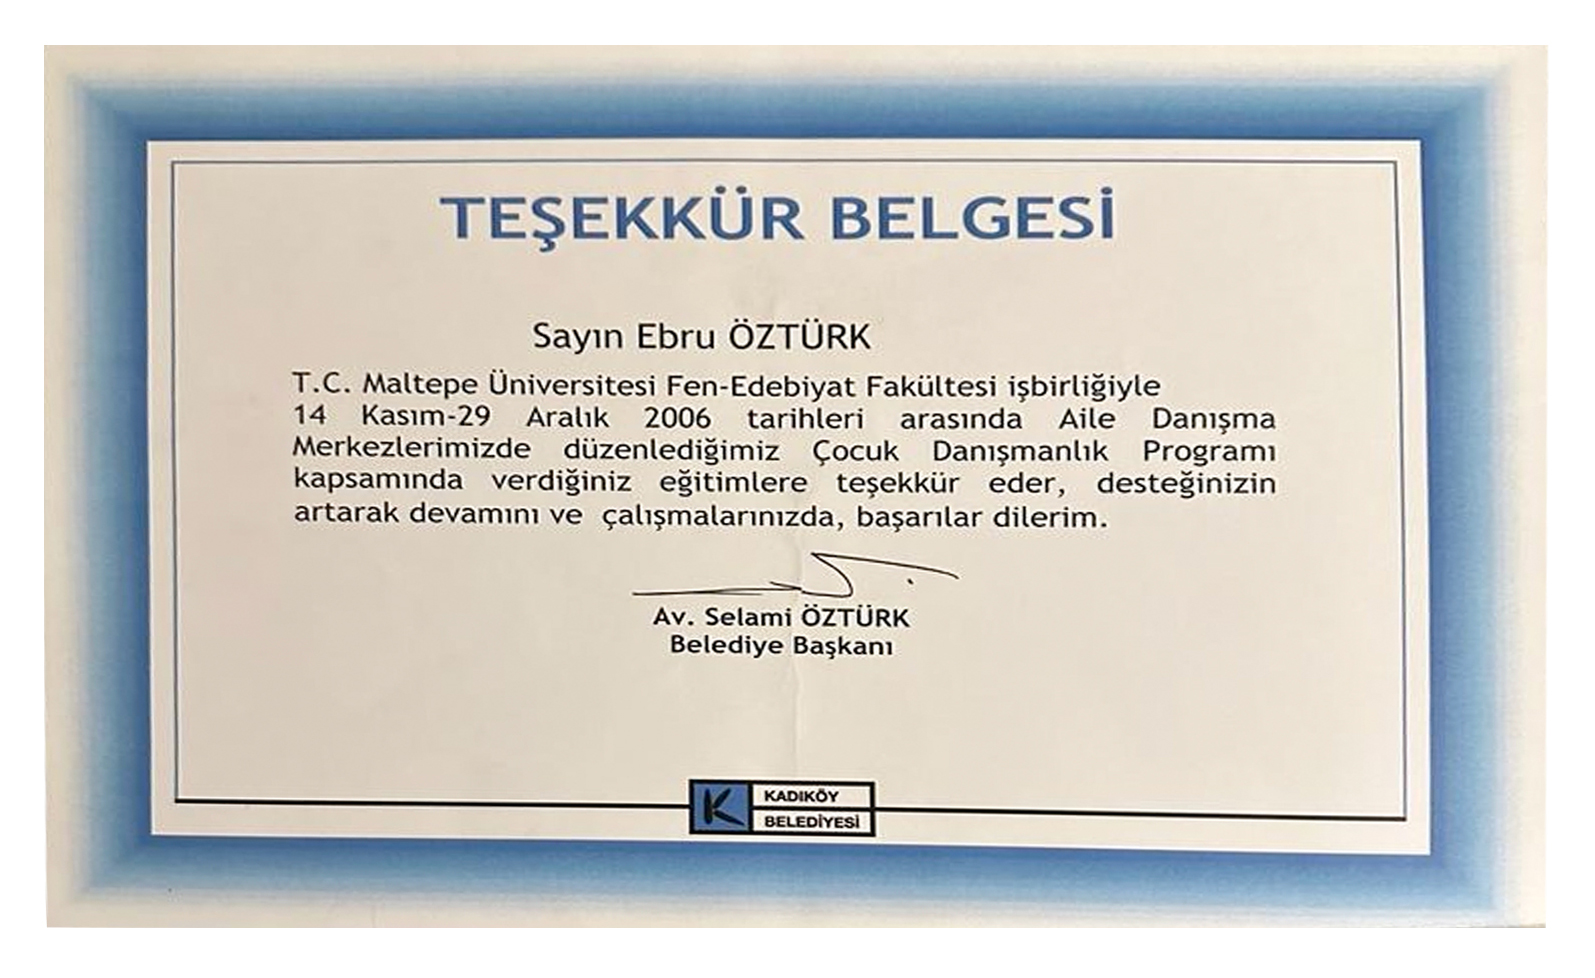 TEŞEKKÜR BELGESİ
Sayın Ebru ÖZTÜRK
T.C. Maltepe Üniversitesi Fen-Edebiyat Fakültesi işbirliğiyle
14 Kasım-29 Aralık 2006 tarihleri arasında Aile Danışma
Merkezlerimizde düzenlediğimiz Çocuk Danışmanlık Programı
kapsamında verdiğiniz eğitimlere teşekkür eder, desteğinizin
artarak devamını ve çalışmalarınızda, başarılar dilerim.
Av. Selami ÖZTÜRK
Belediye Başkanı
K KADIKÖY
BELEDİYESİ